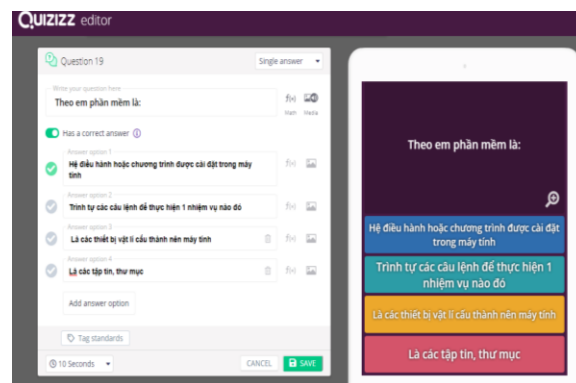 QUIZIZZ editor
Question 19
Single answer
Write your question here
Theo em phần mềm là:
f(x)
Math Media
Has a correct answer
Answer option 1
Hệ điều hành hoặc chương trình được cài đặt trong máy
tính
f(x)
Answer option 2
Trình tự các câu lệnh để thực hiện 1 nhiệm vụ nào đó
f(x)
Answer option 3
Là các thiết bị vật lí cấu thành nên máy tính
f(x)
Answer option 4
Là các tập tin, thư mục
f(x)
Add answer option
Tag standards
10 Seconds
CANCEL
SAVE
Theo em phần mềm là:
Hệ điều hành hoặc chương trình được cài đặt
trong máy tính
Trình tự các câu lệnh để thực hiện 1
nhiệm vụ nào đó
Là các thiết bị vật lí cấu thành nên máy tính
Là các tập tin, thư mục